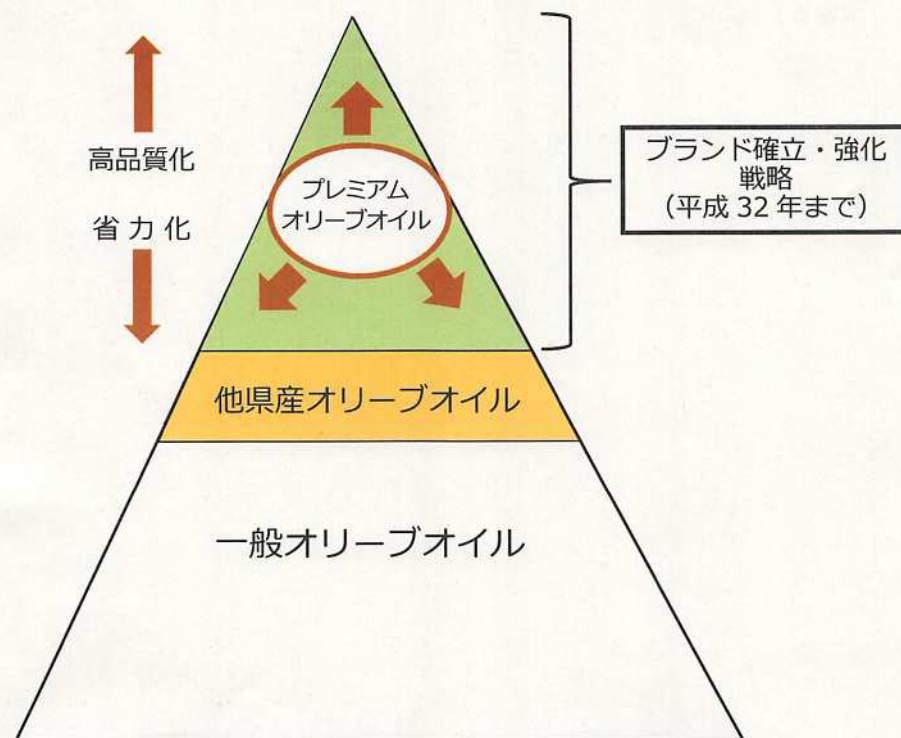 高品質化
省力化
プレミアム
オリーブオイル
ブランド確立・強化
戦略
（平成 32 年まで）
他県産オリーブオイル
一般オリーブオイル